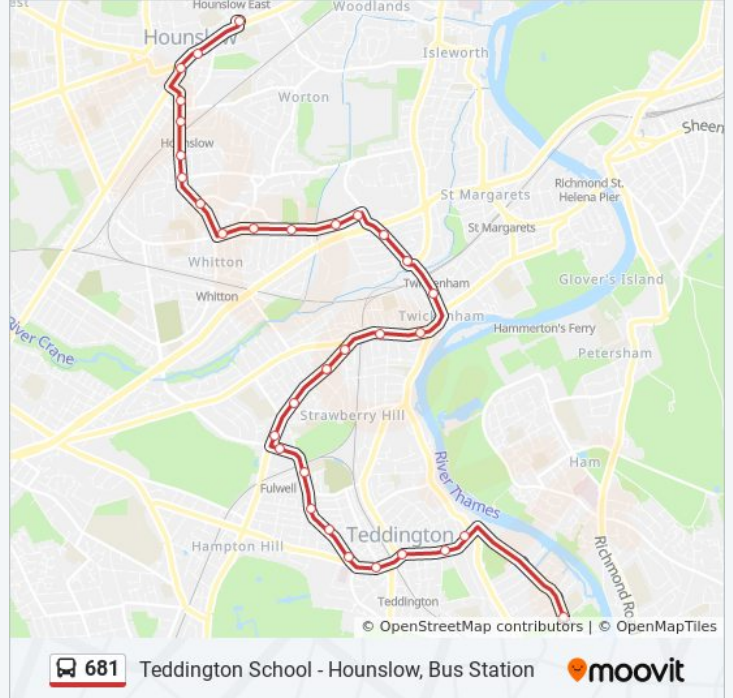 Hounslow East
Woodlands
Hounslow
Isleworth
Worton
Sheen
Hounslow
St Margarets
Richmond St.
Helena Pier
St Margarets
Whitton
Glover's Island
Twickenham
Whitton
Twickenham
Hammerton's Ferry
River Crane
Petersham
Strawberry Hill
Ham
River Thames
Fulwell
Teddington
Hampton Hill
Richmond Ro
Teddington
© OpenStreetMap contributors | © OpenMapTiles
681 Teddington School - Hounslow, Bus Station moovit